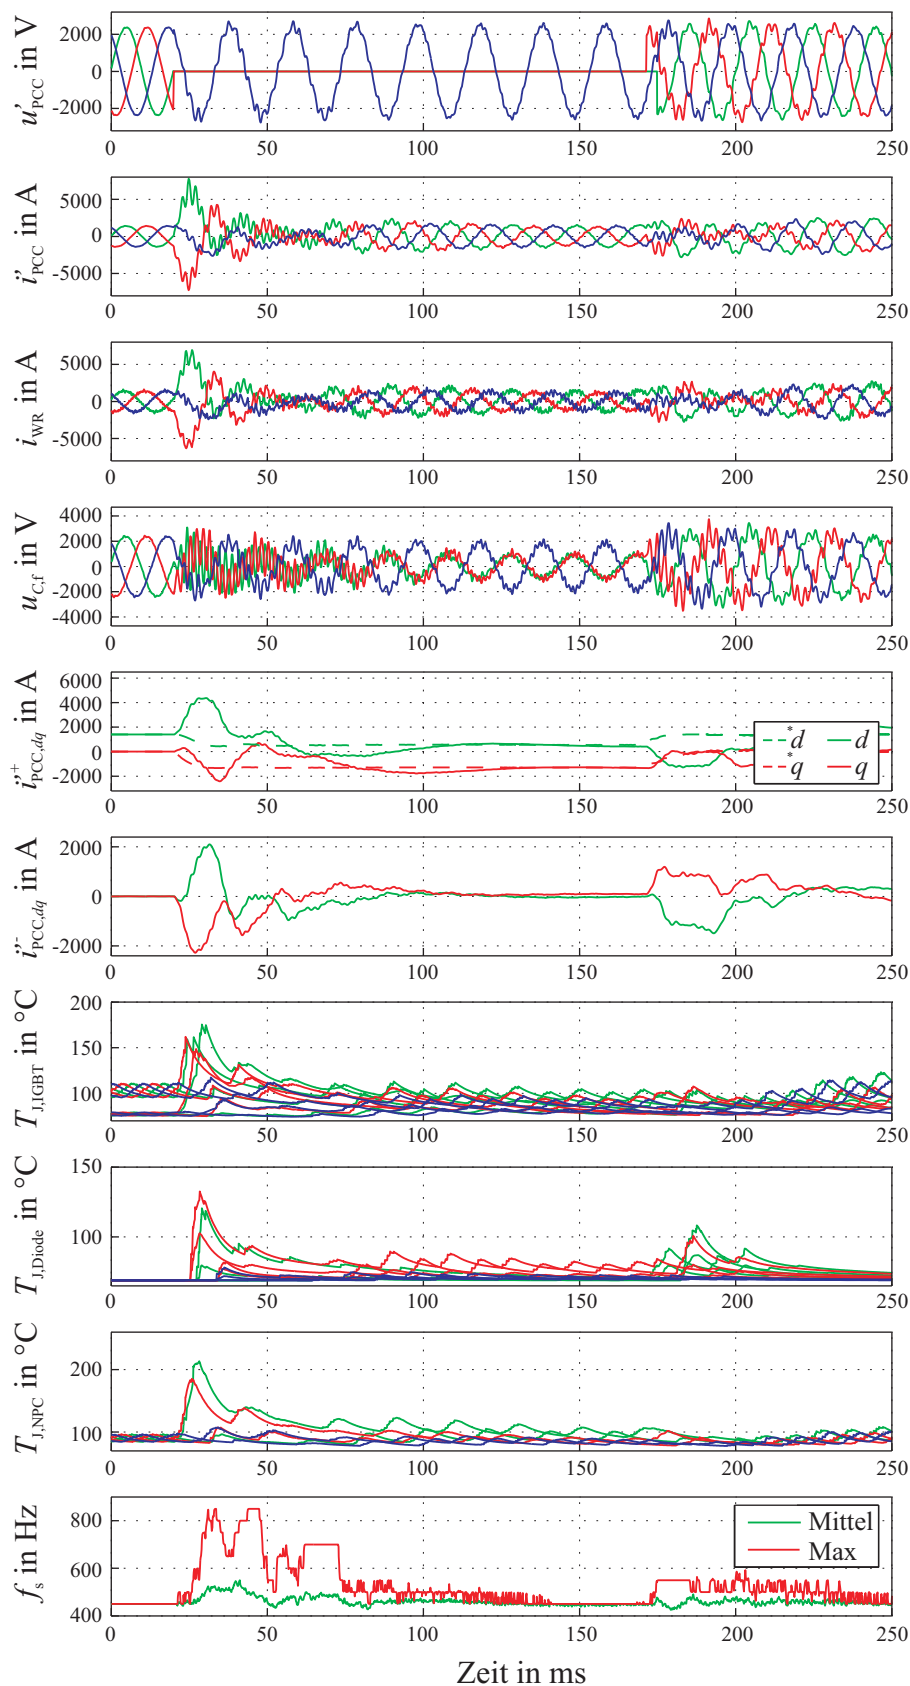 u'PCC in V
2000
0
-2000
0 50 100 150 200 250
i''PCC in A
5000
0
-5000
0 50 100 150 200 250
iWR in A
5000
0
-5000
0 50 100 150 200 250
uC,f in V
4000
2000
0
-2000
-4000
0 50 100 150 200 250
i''+PCC,dq in A
6000
4000
2000
0
-2000
*d d
*q q
0 50 100 150 200 250
i''-PCC,dq in A
2000
0
-2000
0 50 100 150 200 250
TJ,IGBT in °C
200
150
100
0 50 100 150 200 250
TJ,Diode in °C
150
100
0 50 100 150 200 250
TJ,NPC in °C
200
100
0 50 100 150 200 250
fs in Hz
800
600
400
Mittel
Max
0 50 100 150 200 250
Zeit in ms